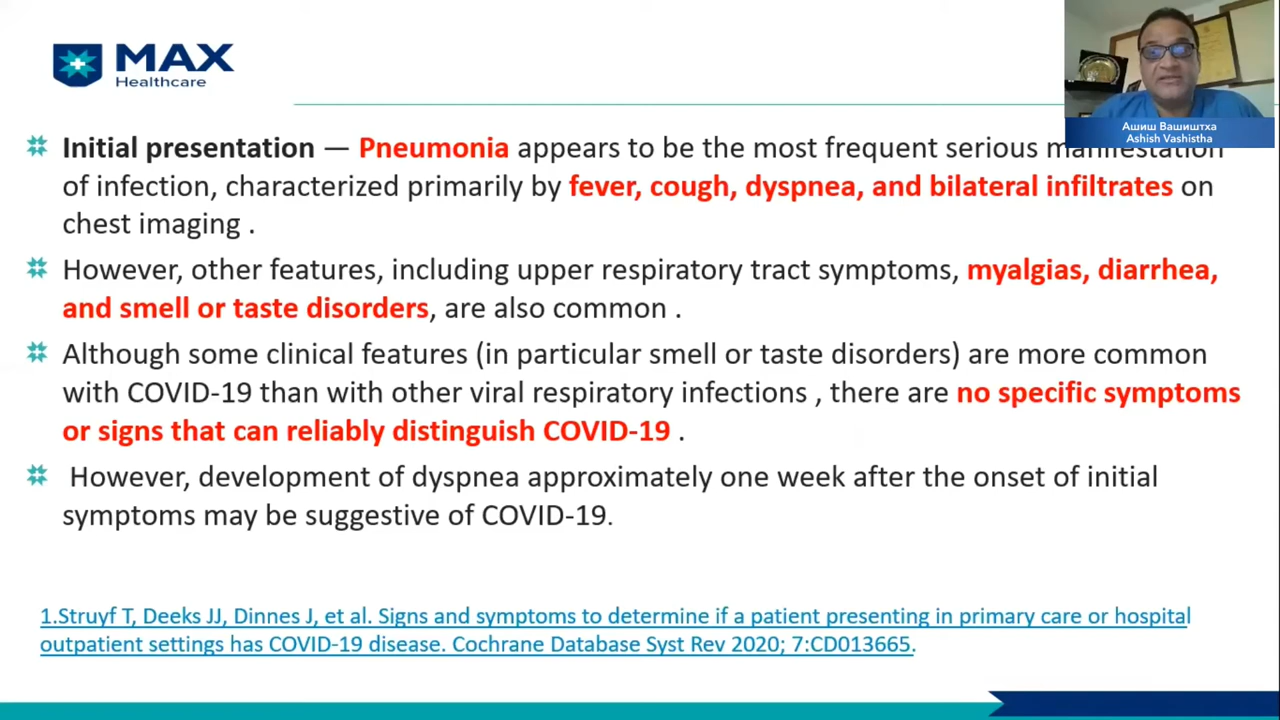 MAX
Healthcare
Ашиш Вашиштха
Ashish Vashistha
Initial presentation — Pneumonia appears to be the most frequent serious manifestation
of infection, characterized primarily by fever, cough, dyspnea, and bilateral infiltrates on
chest imaging .
However, other features, including upper respiratory tract symptoms, myalgias, diarrhea,
and smell or taste disorders, are also common .
Although some clinical features (in particular smell or taste disorders) are more common
with COVID-19 than with other viral respiratory infections , there are no specific symptoms
or signs that can reliably distinguish COVID-19 .
However, development of dyspnea approximately one week after the onset of initial
symptoms may be suggestive of COVID-19.
1.Struyf T, Deeks JJ, Dinnes J, et al. Signs and symptoms to determine if a patient presenting in primary care or hospital
outpatient settings has COVID-19 disease. Cochrane Database Syst Rev 2020; 7:CD013665.